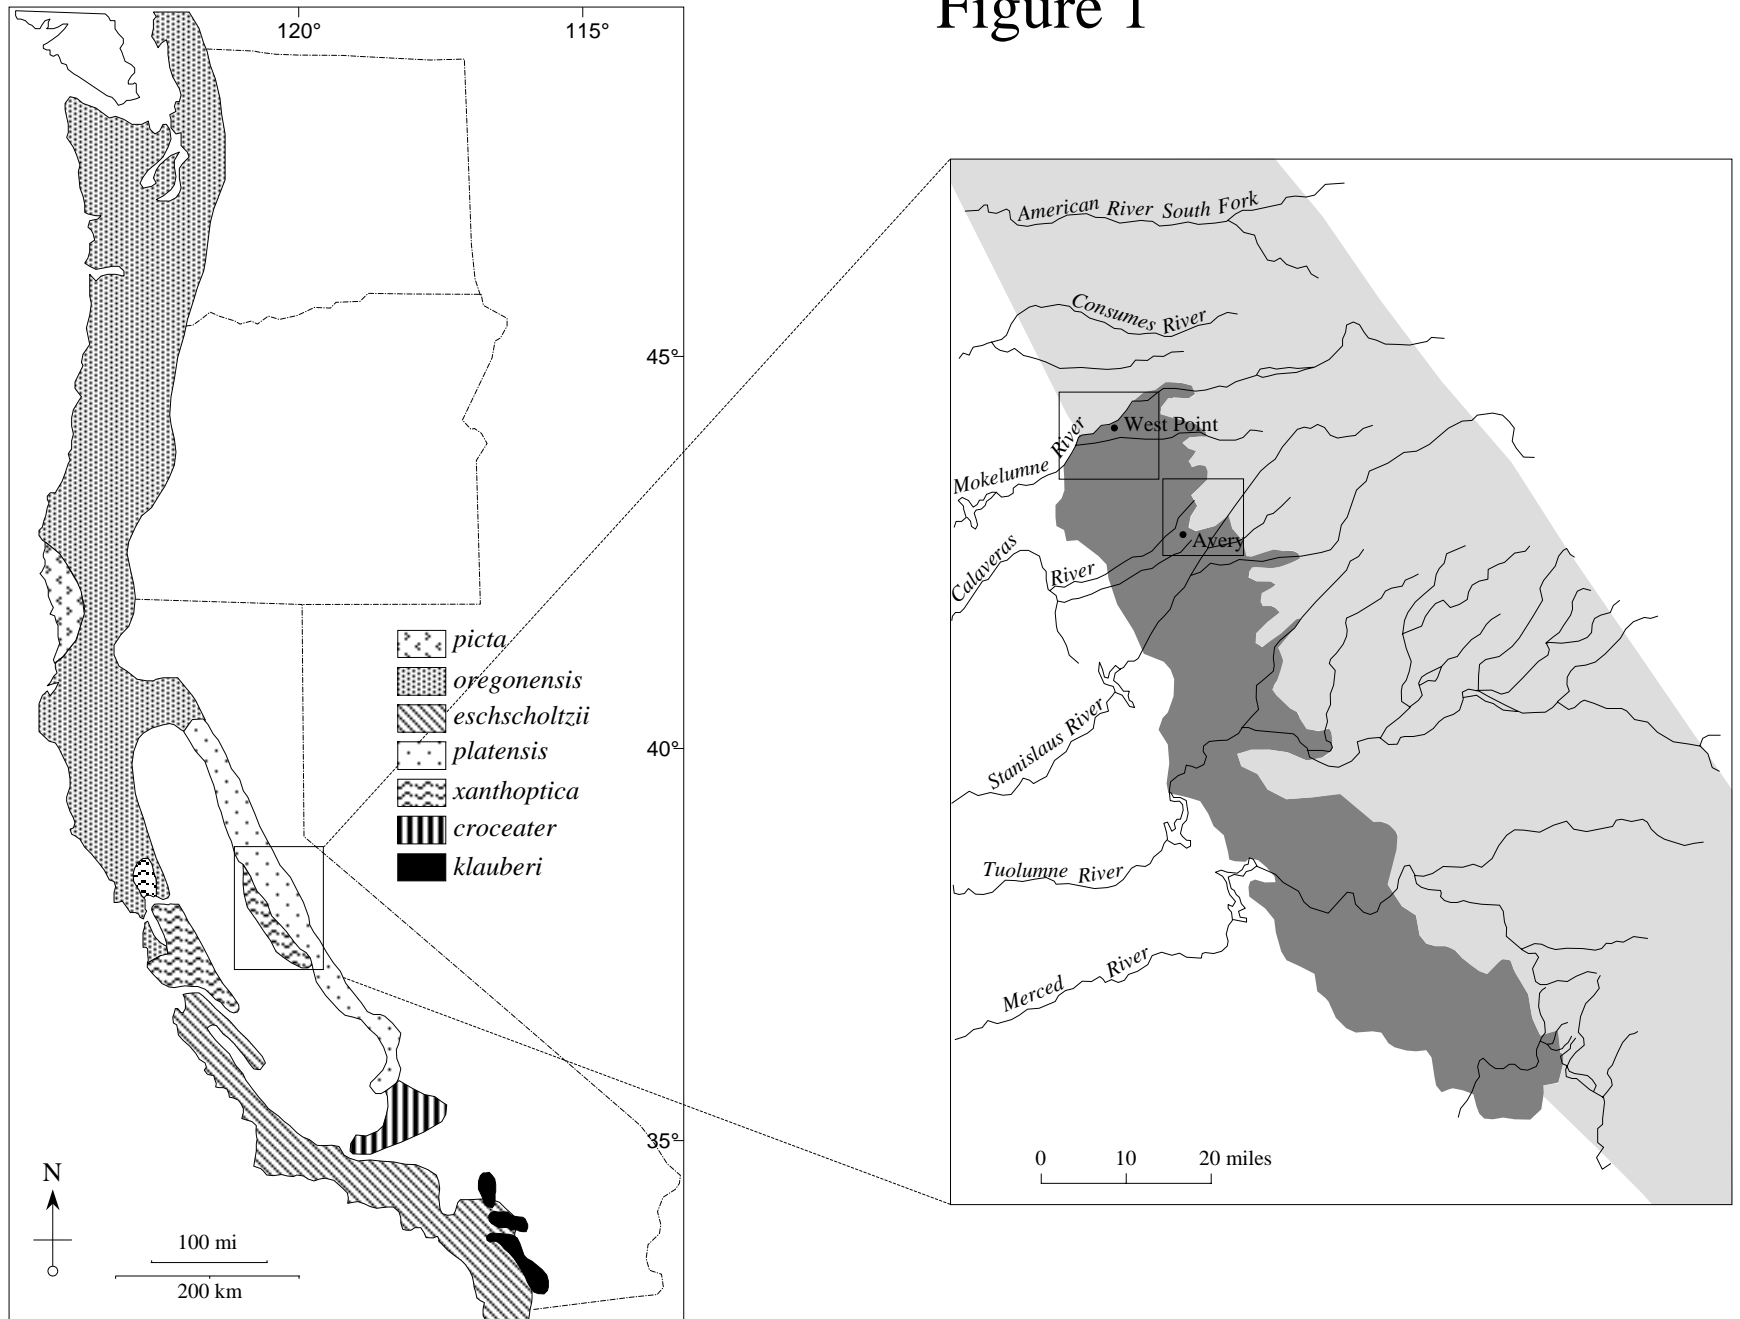 Figure 1
120°
115°
45°
40°
35°
picta
oregonensis
eschscholtzii
platensis
xanthoptica
croceater
klauberi
N
100 mi
200 km
American River South Fork
Consumes River
Mokelumne River
West Point
Avery
Calaveras River
Stanislaus River
Tuolumne River
Merced River
0 10 20 miles